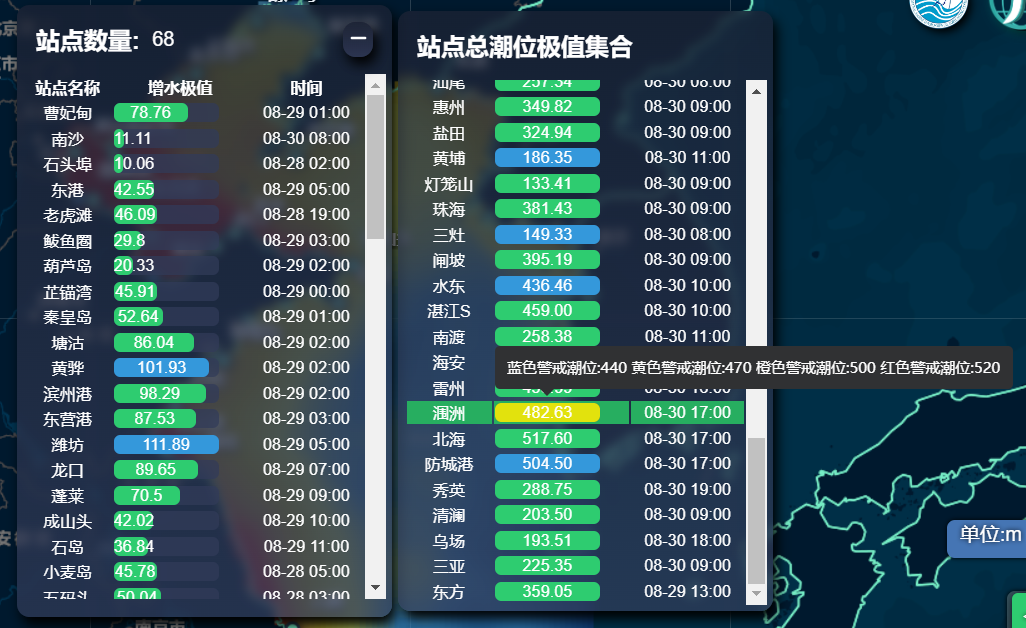 站点数量: 68
站点名称 增水极值 时间
曹妃甸 78.76 08-29 01:00
南沙 11.11 08-30 08:00
石头埠 10.06 08-28 02:00
东港 42.55 08-29 05:00
老虎滩 46.09 08-28 19:00
鲅鱼圈 29.8 08-29 03:00
葫芦岛 20.33 08-29 02:00
芷锚湾 45.91 08-29 00:00
秦皇岛 52.64 08-29 01:00
塘沽 86.04 08-29 02:00
黄骅 101.93 08-29 02:00
滨州港 98.29 08-29 02:00
东营港 87.53 08-29 03:00
潍坊 111.89 08-29 05:00
龙口 89.65 08-29 07:00
蓬莱 70.5 08-29 09:00
成山头 42.02 08-29 10:00
石岛 36.84 08-29 11:00
小麦岛 45.78 08-28 05:00
五码头 50.04 08-28 03:00
站点总潮位极值集合
汕尾 257.34 08-30 08:00
惠州 349.82 08-30 09:00
盐田 324.94 08-30 09:00
黄埔 186.35 08-30 11:00
灯笼山 133.41 08-30 09:00
珠海 381.43 08-30 09:00
三灶 149.33 08-30 08:00
闸坡 395.19 08-30 09:00
水东 436.46 08-30 10:00
湛江S 459.00 08-30 10:00
南渡 258.38 08-30 11:00
海安
蓝色警戒潮位:440 黄色警戒潮位:470 橙色警戒潮位:500 红色警戒潮位:520
雷州
涠洲 482.63 08-30 17:00
北海 517.60 08-30 17:00
防城港 504.50 08-30 17:00
秀英 288.75 08-30 19:00
清澜 203.50 08-30 09:00
乌场 193.51 08-30 18:00
三亚 225.35 08-30 09:00
东方 359.05 08-29 13:00
单位:m